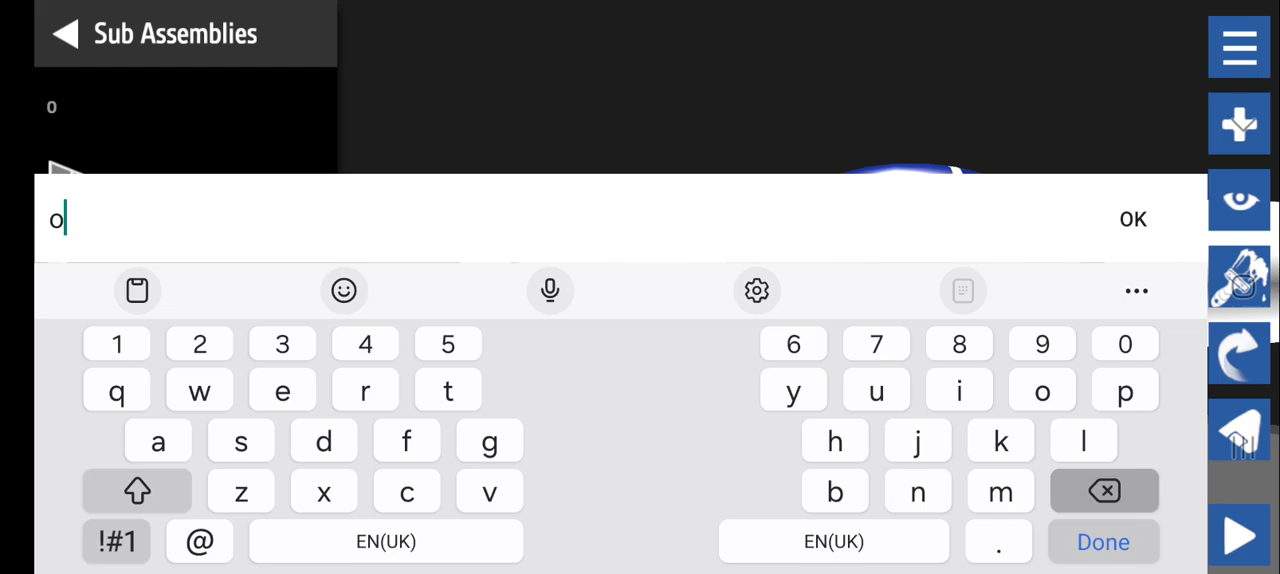 Sub Assemblies
o
o
OK
1 2 3 4 5 6 7 8 9 0
q w e r t y u i o p
a s d f g h j k l
z x c v b n m
!#1 @ EN(UK) EN(UK) . Done